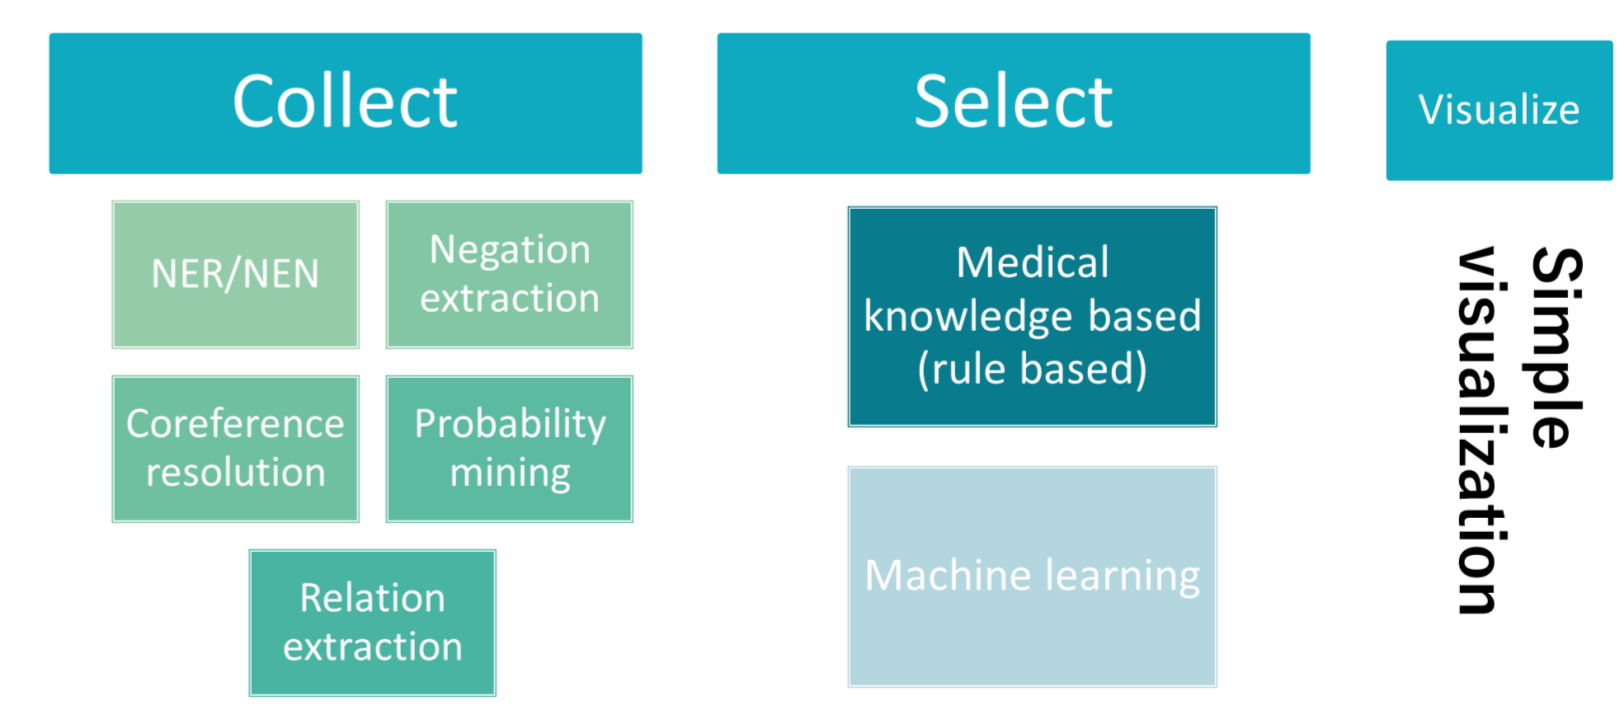 Collect
NER/NEN
Negation
extraction
Coreference
resolution
Probability
mining
Relation
extraction
Select
Medical
knowledge based
(rule based)
Machine learning
Visualize
Simple
visualization